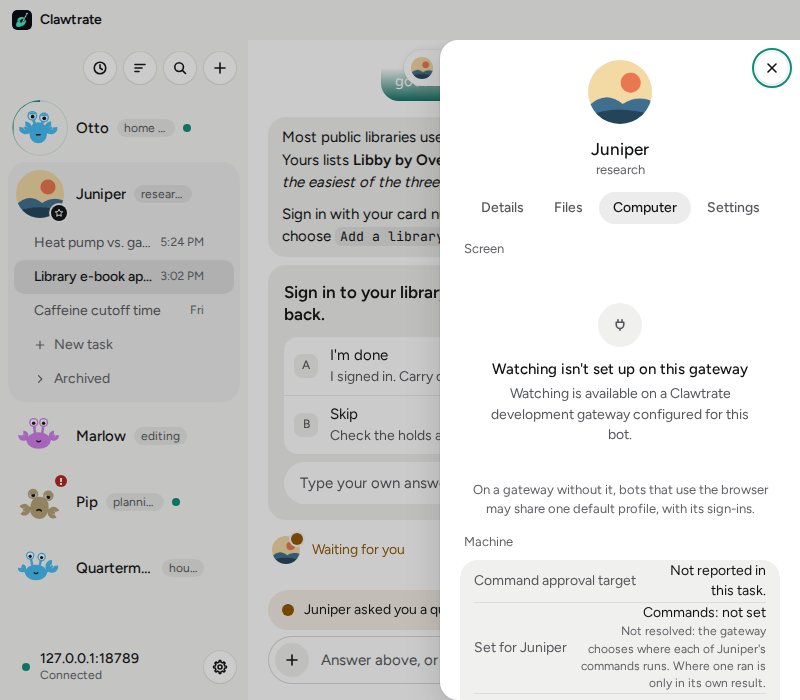 Clawtrate
Otto home ...
Juniper resear...
Heat pump vs. ga... 5:24 PM
Library e-book ap... 3:02 PM
Caffeine cutoff time Fri
+ New task
Archived
Marlow editing
Pip planni...
Quarterm... hou...
127.0.0.1:18789
Connected
Most public libraries use
Yours lists Libby by Ove
the easiest of the three
Sign in with your card
choose Add a library
Sign in to your librar
back.
A I'm done
I signed in. Carry
B Skip
Check the holds a
Type your own answ
Waiting for you
Juniper asked you a qu
Answer above, or
Juniper
research
Details Files Computer Settings
Screen
Watching isn't set up on this gateway
Watching is available on a Clawtrate
development gateway configured for this
bot.
On a gateway without it, bots that use the browser
may share one default profile, with its sign-ins.
Machine
Command approval target Not reported in
this task.
Set for Juniper Commands: not set
Not resolved: the gateway
chooses where each of Juniper's
commands runs. Where one ran is
only in its own result.